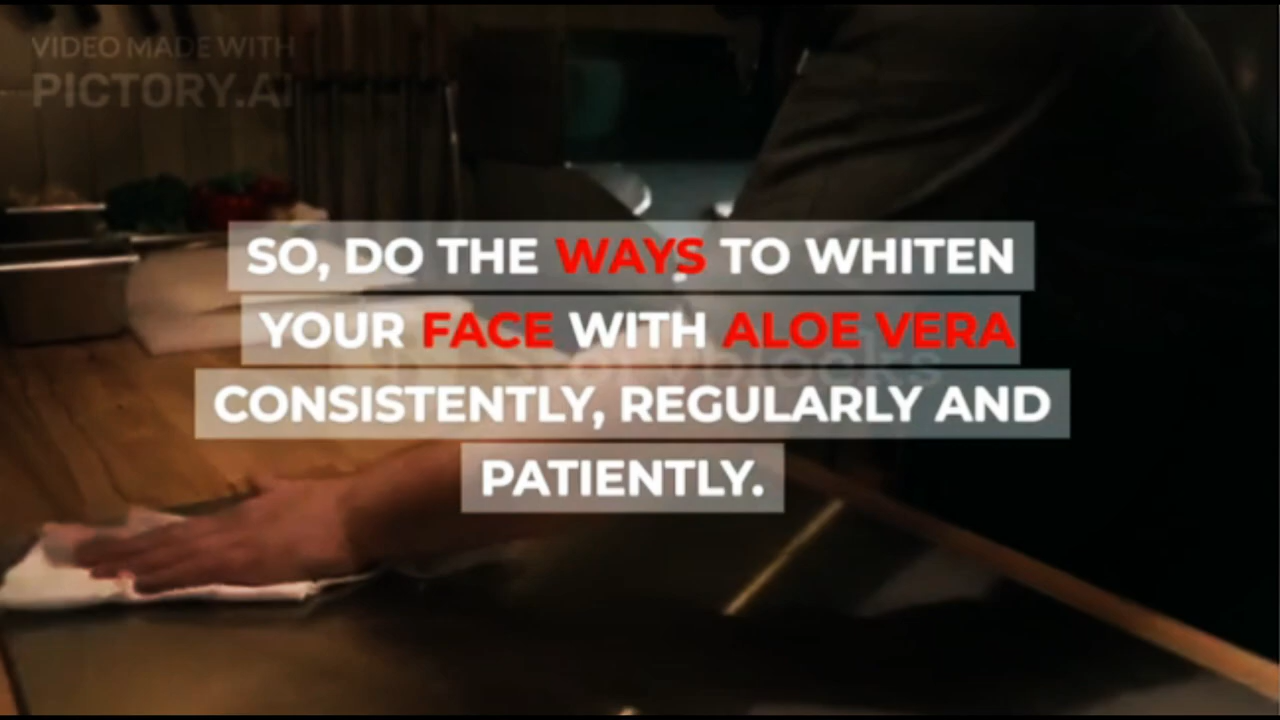 VIDEO MADE WITH
PICTORY.AI
SO, DO THE WAYS TO WHITEN
YOUR FACE WITH ALOE VERA
CONSISTENTLY, REGULARLY AND
PATIENTLY.